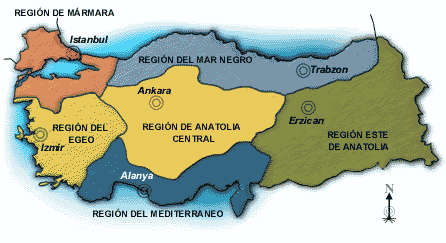 REGIÓN DE MÁRMARA
Istanbul
REGIÓN DEL MAR NEGRO
Trabzon
Ankara
Erzican
REGIÓN DEL
EGEO
REGIÓN DE ANATOLIA
CENTRAL
REGIÓN ESTE
DE ANATOLIA
Izmir
Alanya
REGIÓN DEL MEDITERRANEO
N